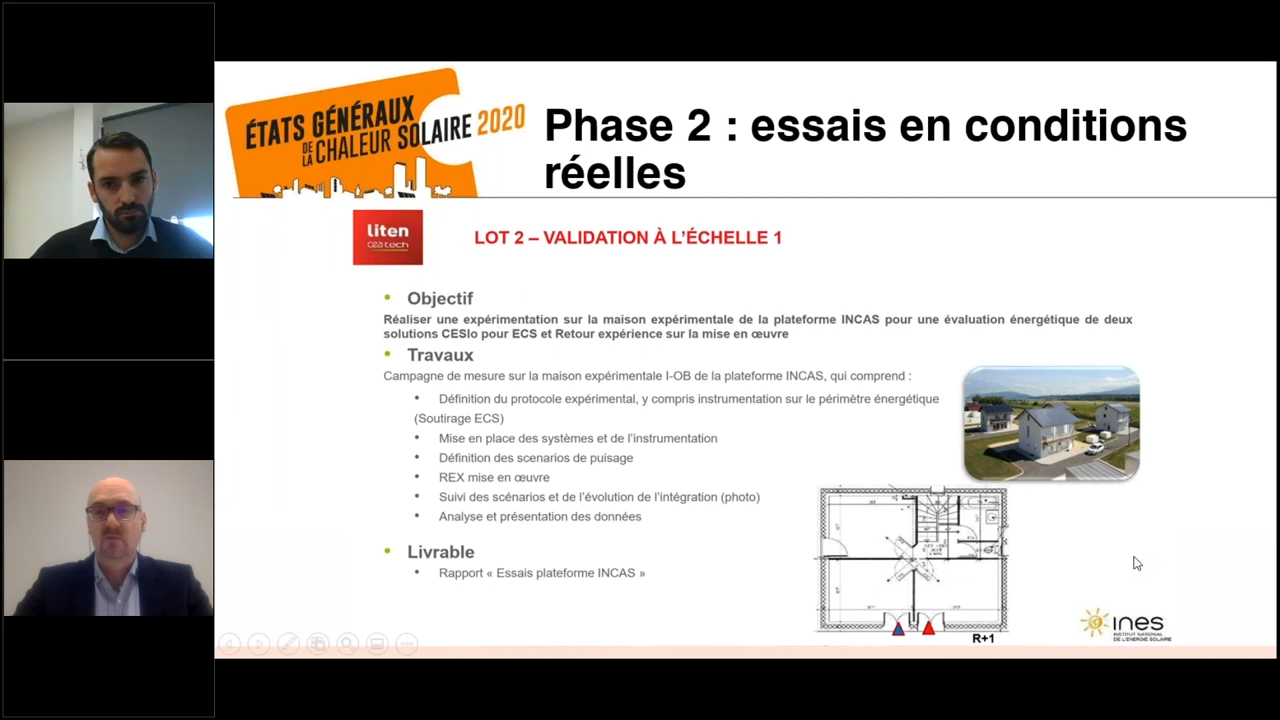 ÉTATS GÉNÉRAUX
DE LA CHALEUR SOLAIRE 2020
Phase 2 : essais en conditions
réelles
liten
ceatech
LOT 2 – VALIDATION À L'ÉCHELLE 1
• Objectif
Réaliser une expérimentation sur la maison expérimentale de la plateforme INCAS pour une évaluation énergétique de deux
solutions CESIo pour ECS et Retour expérience sur la mise en œuvre
• Travaux
Campagne de mesure sur la maison expérimentale I-OB de la plateforme INCAS, qui comprend :
• Définition du protocole expérimental, y compris instrumentation sur le périmètre énergétique
(Soutirage ECS)
• Mise en place des systèmes et de l'instrumentation
• Définition des scenarios de puisage
• REX mise en œuvre
• Suivi des scénarios et de l'évolution de l'intégration (photo)
• Analyse et présentation des données
• Livrable
• Rapport « Essais plateforme INCAS »
R+1
ines
INSTITUT NATIONAL
DE L'ENERGIE SOLAIRE